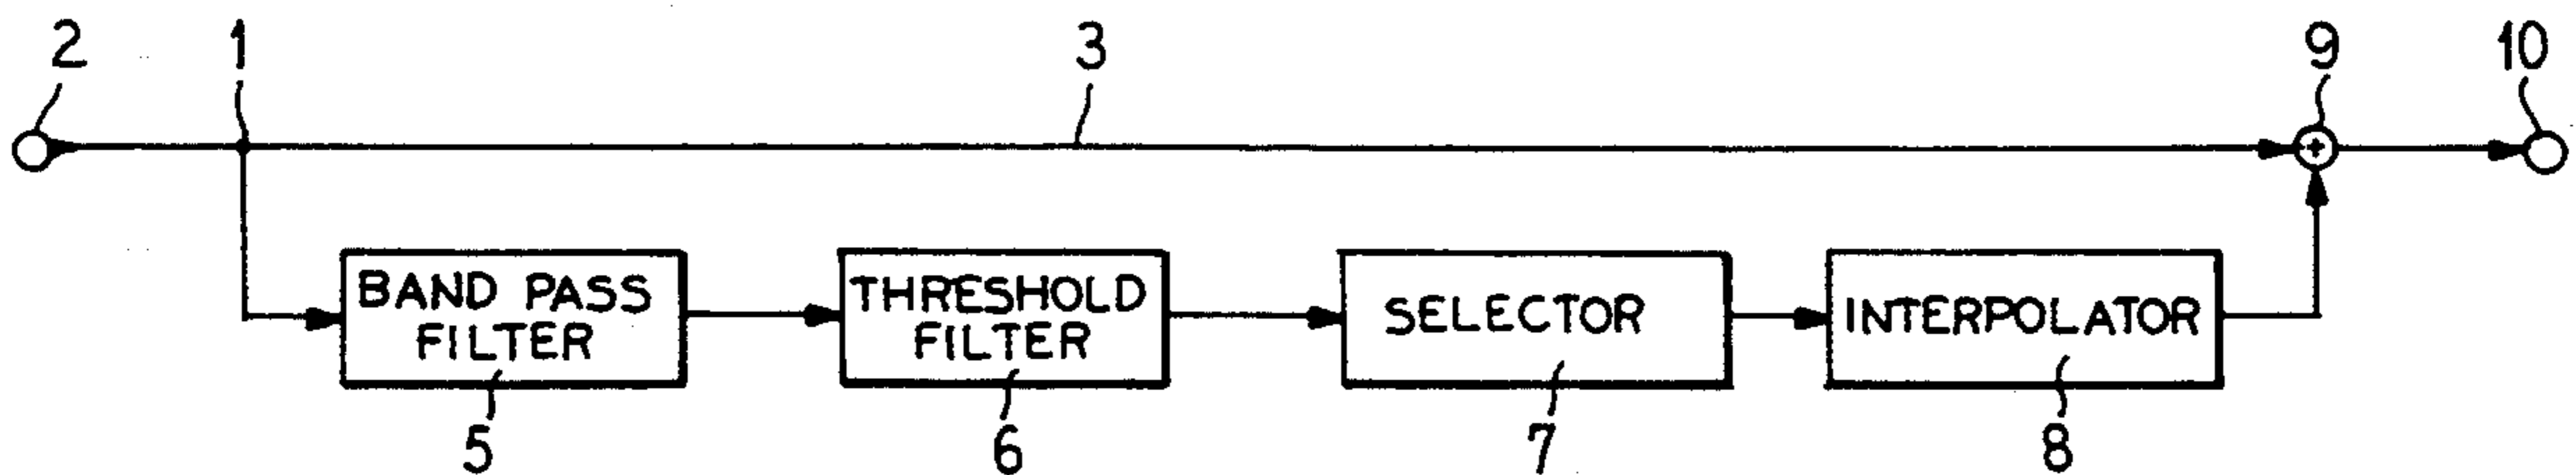 2 1 3 9 10
BAND PASS
FILTER
THRESHOLD
FILTER
SELECTOR
INTERPOLATOR
+
5 6 7 8